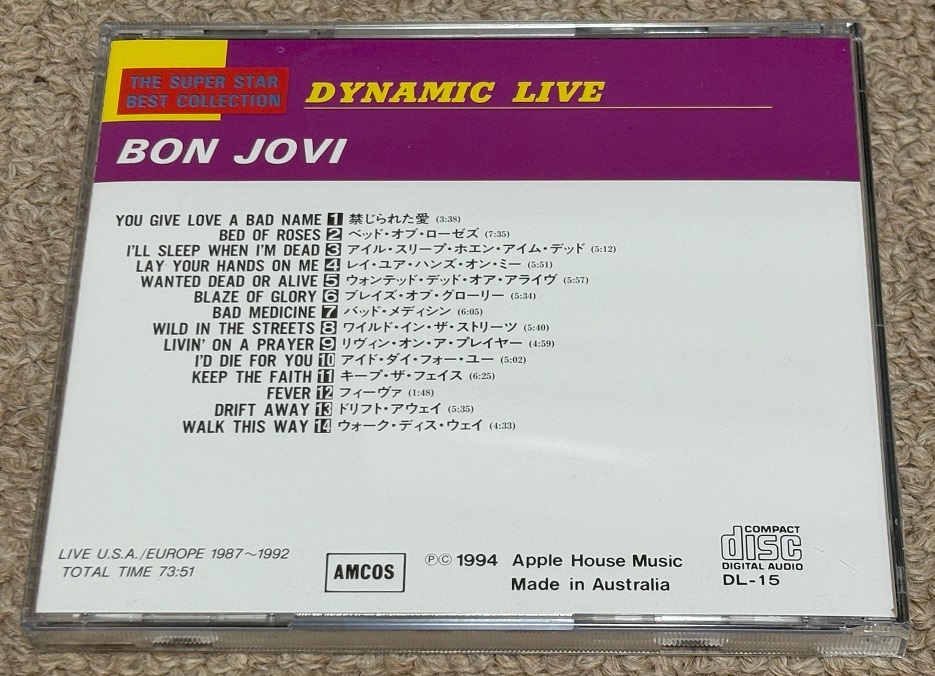 THE SUPER STAR
BEST COLLECTION
DYNAMIC LIVE
BON JOVI
YOU GIVE LOVE A BAD NAME 1 禁じられた愛 (3:38)
BED OF ROSES 2 ベッド・オブ・ローゼズ (7:35)
I'LL SLEEP WHEN I'M DEAD 3 アイル・スリープ・ホエン・アイム・デッド (5:12)
LAY YOUR HANDS ON ME 4 レイ・ユア・ハンズ・オン・ミー (5:51)
WANTED DEAD OR ALIVE 5 ウォンテッド・デッド・オア・アライヴ (5:57)
BLAZE OF GLORY 6 ブレイズ・オブ・グローリー (5:34)
BAD MEDICINE 7 バッド・メディシン (6:05)
WILD IN THE STREETS 8 ワイルド・イン・ザ・ストリーツ (5:40)
LIVIN' ON A PRAYER 9 リヴィン・オン・ア・プレイヤー (4:59)
I'D DIE FOR YOU 10 アイド・ダイ・フォー・ユー (5:02)
KEEP THE FAITH 11 キープ・ザ・フェイス (6:25)
FEVER 12 フィーヴァ (1:48)
DRIFT AWAY 13 ドリフト・アウェイ (5:35)
WALK THIS WAY 14 ウォーク・ディス・ウェイ (4:33)
LIVE U.S.A./EUROPE 1987〜1992
TOTAL TIME 73:51
AMCOS
ⓅⒸ 1994 Apple House Music
Made in Australia
COMPACT
disc
DIGITAL AUDIO
DL-15